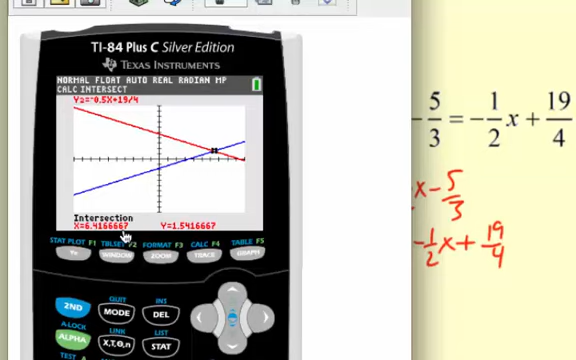 TI-84 Plus C Silver Edition
TEXAS INSTRUMENTS
NORMAL FLOAT AUTO REAL RADIAN MP
CALC INTERSECT
Y2=-0.5X+19/4
Intersection
X=6.4166667 Y=1.5416667
STAT PLOT F1 TBLSET F2 FORMAT F3 CALC F4 TABLE F5
Y= WINDOW ZOOM TRACE GRAPH
QUIT INS
2ND MODE DEL
A-LOCK LINK LIST
ALPHA X,T,θ,n STAT
TEST
-5/3 = -1/2x + 19/4
x - 5/3
-1/2x + 19/4